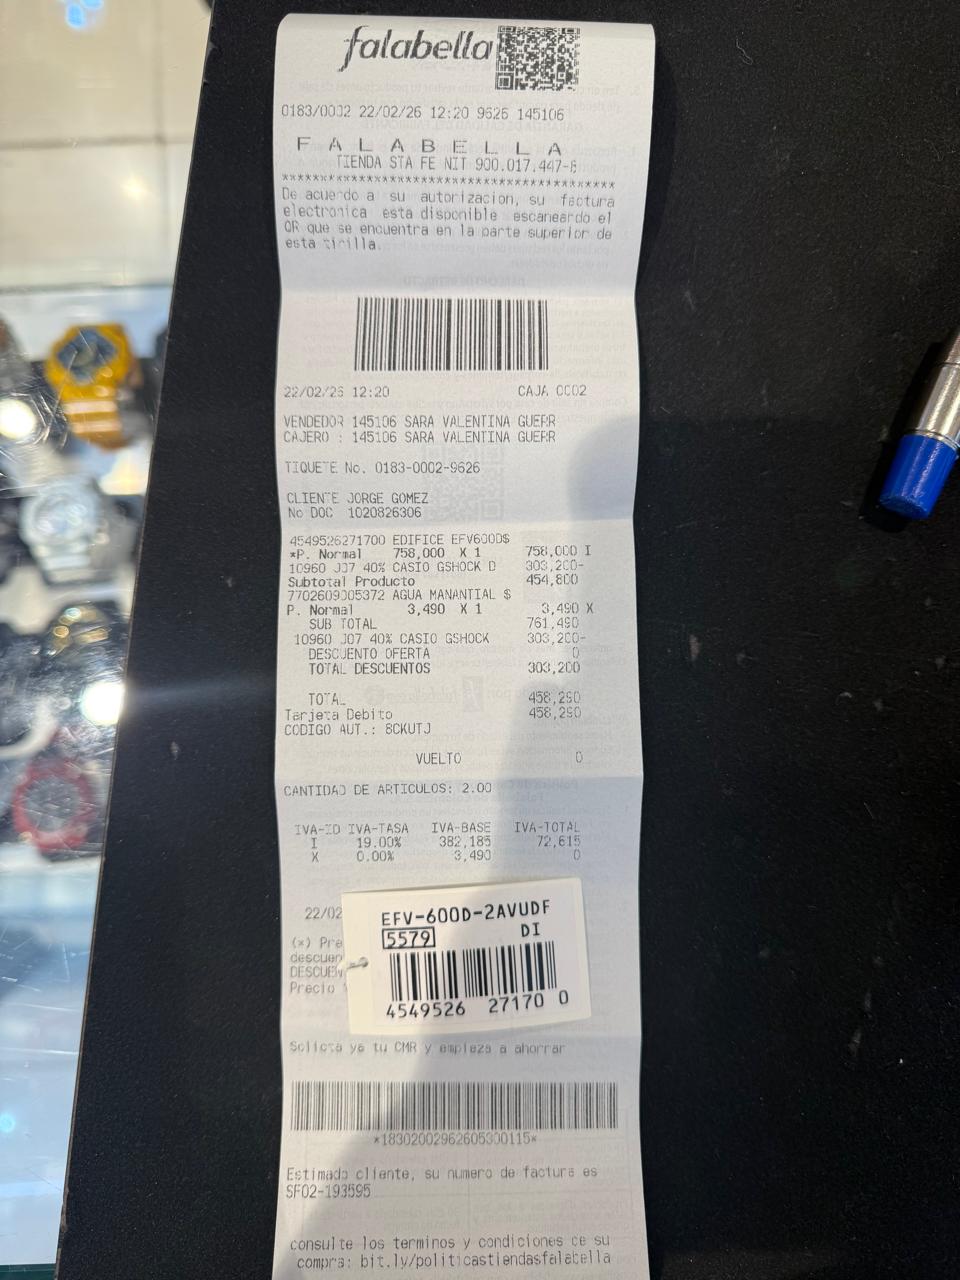 falabella
0183/0002 22/02/26 12:20 9626 145106
F A L A B E L L A
TIENDA STA FE NIT 900.017.447-8
********************************************
De acuerdo a su autorizacion, su factura
electronica esta disponible escaneardo el
QR que se encuentra en la parte superior de
esta tirilla.
22/02/26 12:20 CAJA 0002
VENDEDOR 145106 SARA VALENTINA GUERR
CAJERO : 145106 SARA VALENTINA GUERR
TIQUETE No. 0183-0002-9626
CLIENTE JORGE GOMEZ
No DOC 1020826306
4549526271700 EDIFICE EFV600D$
*P. Normal 758,000 X 1 758,000 I
10960 J07 40% CASIO GSHOCK D 303,200-
Subtotal Producto 454,800
7702609005372 AGUA MANANTIAL $
P. Normal 3,490 X 1 3,490 X
SUB TOTAL 761,490
10960 J07 40% CASIO GSHOCK 303,200-
DESCUENTO OFERTA 0
TOTAL DESCUENTOS 303,200
TOTAL 458,290
Tarjeta Debito 458,290
CODIGO AUT.: 8CKUTJ
VUELTO 0
CANTIDAD DE ARTICULOS: 2.00
IVA-ID IVA-TASA IVA-BASE IVA-TOTAL
I 19.00% 382,185 72,615
X 0.00% 3,490 0
22/02
EFV-600D-2AVUDF
5579 DI
(*) Pre
descuen
DESCUEN
Precio
4549526 27170 0
Solicta ya tu CMR y empieza a ahorrar
*18302002962605300115*
Estimado cliente, su numero de factura es
SF02-193595
consulte los terminos y condiciones de su
compra: bit.ly/politicastiendasfalabella